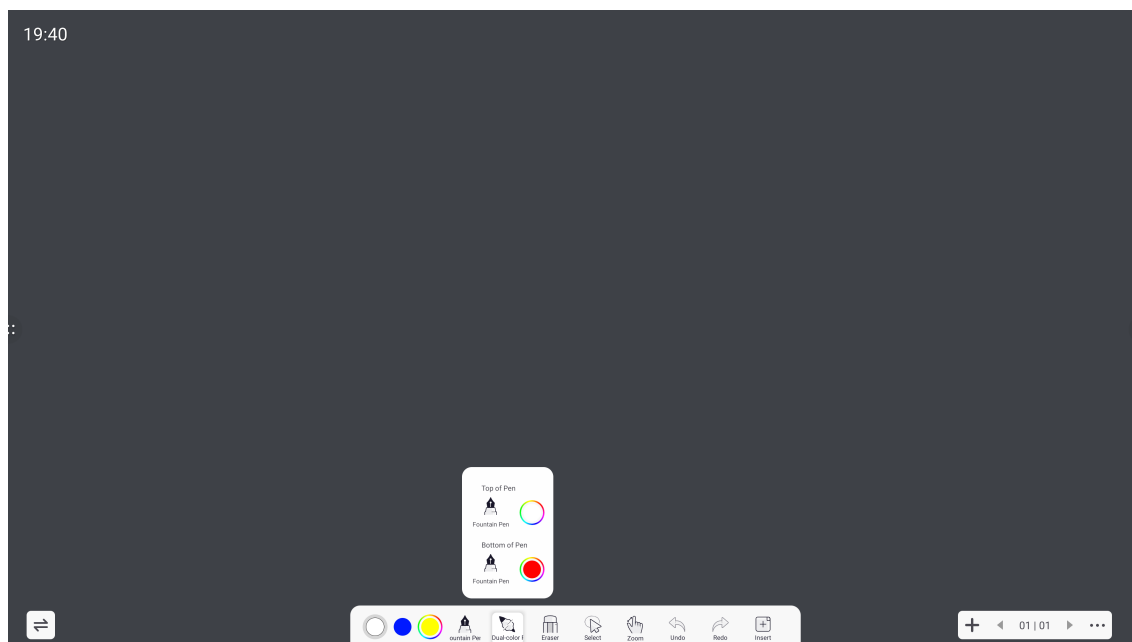 19:40
Top of Pen
Fountain Pen
Bottom of Pen
Fountain Pen
ountain Per
Dual-color
Eraser
Select
Zoom
Undo
Redo
Insert
01 | 01